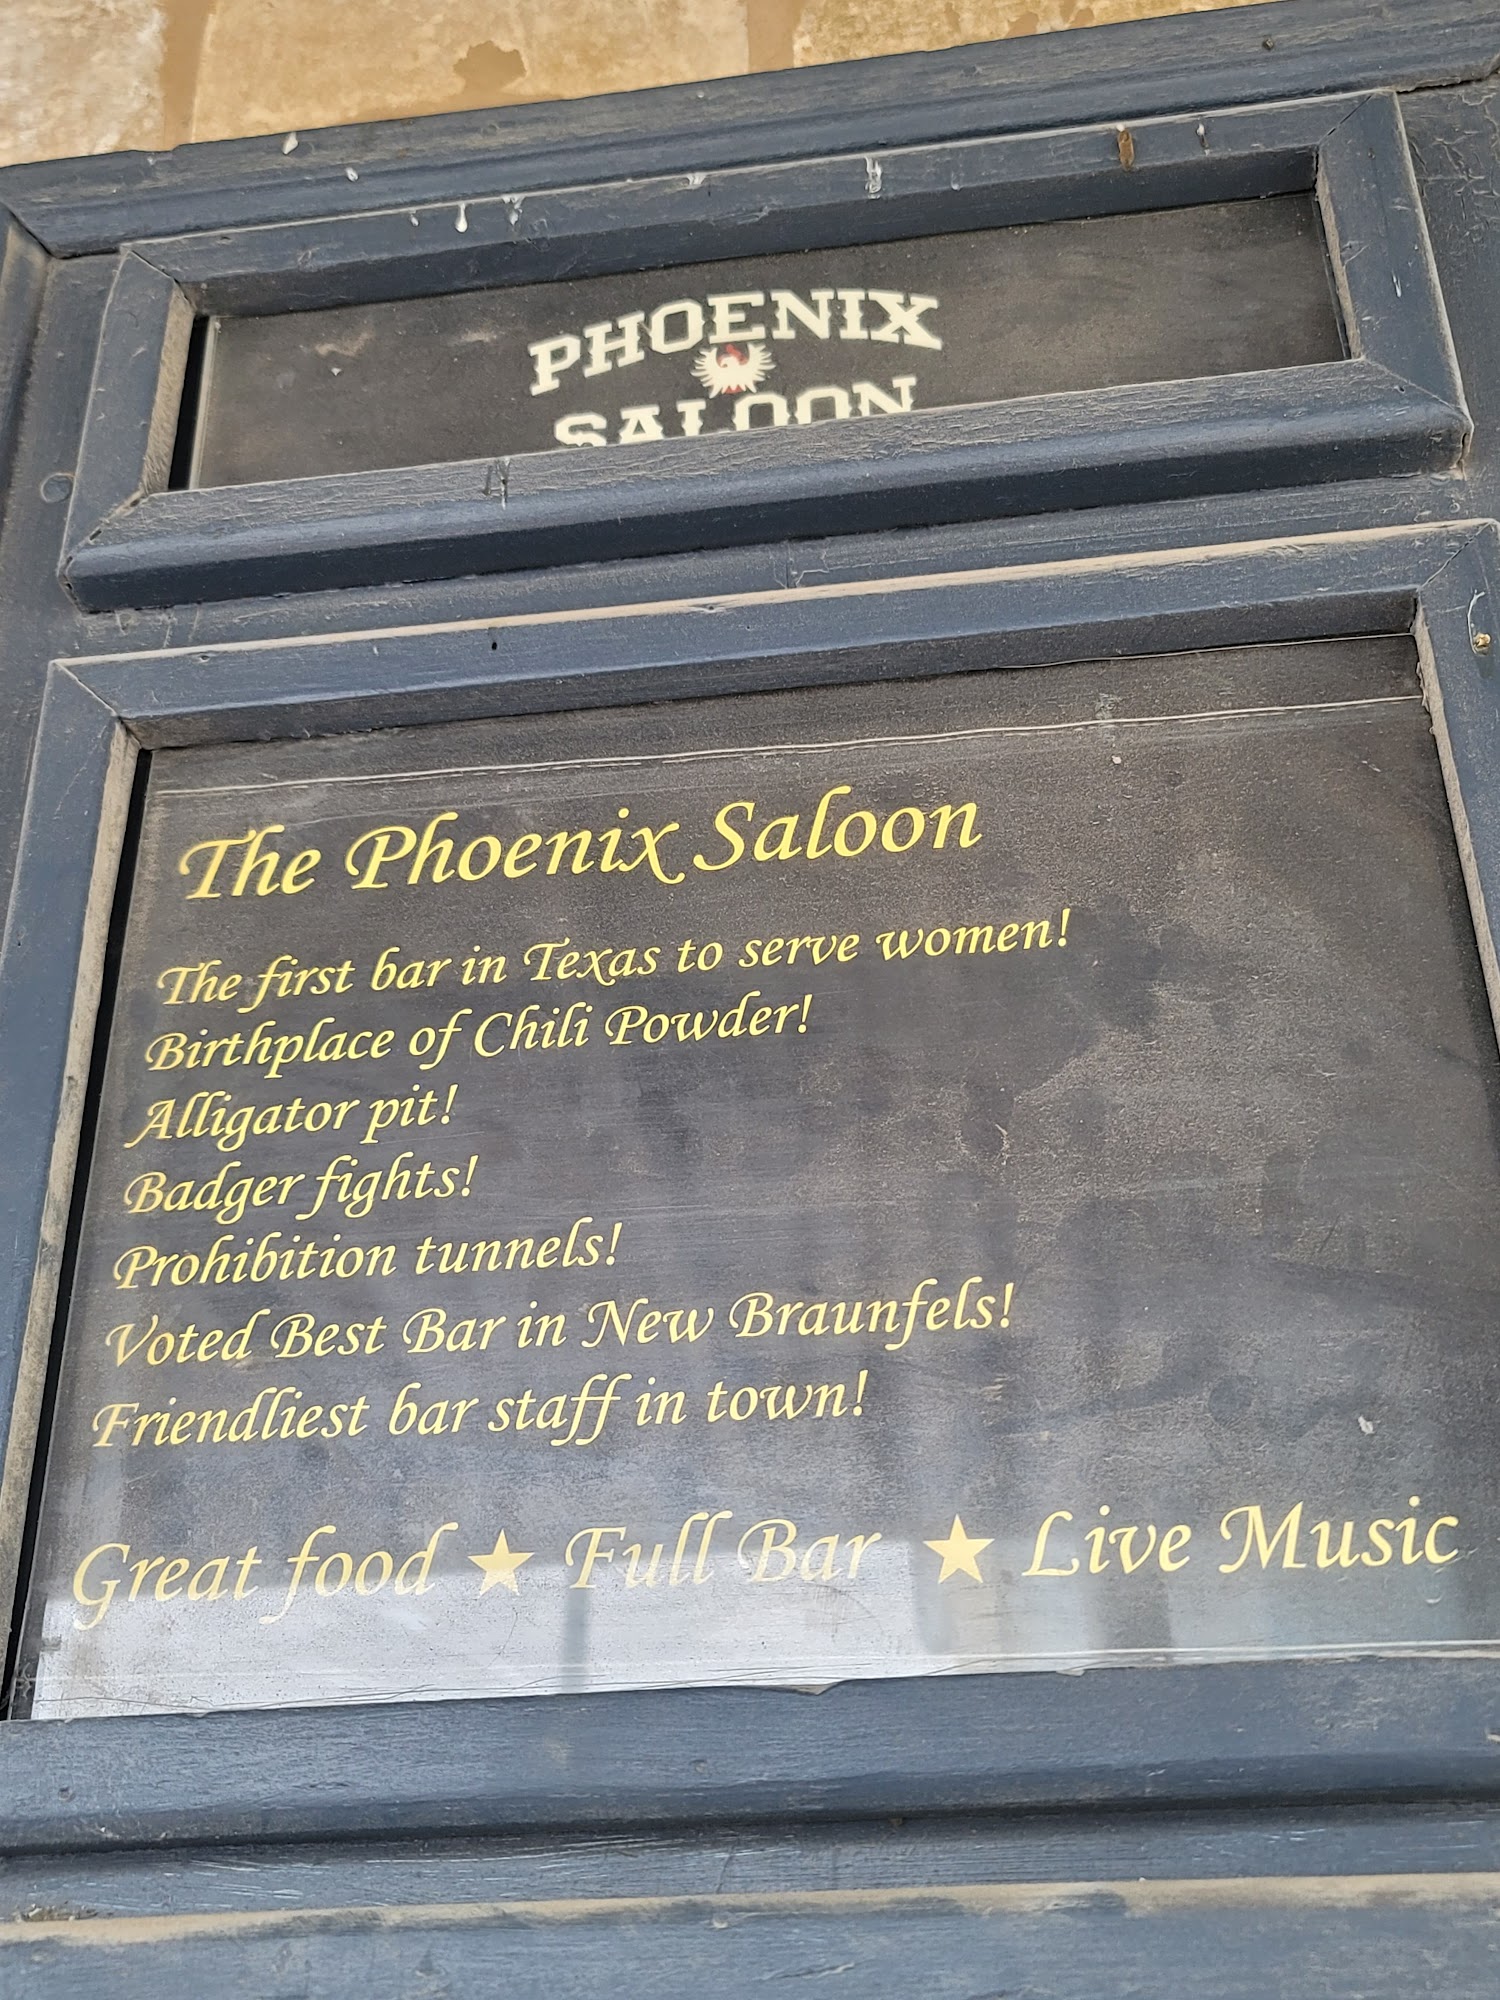 PHOENIX
SALOON
The Phoenix Saloon
The first bar in Texas to serve women!
Birthplace of Chili Powder!
Alligator pit!
Badger fights!
Prohibition tunnels!
Voted Best Bar in New Braunfels!
Friendliest bar staff in town!
Great food ★ Full Bar ★ Live Music